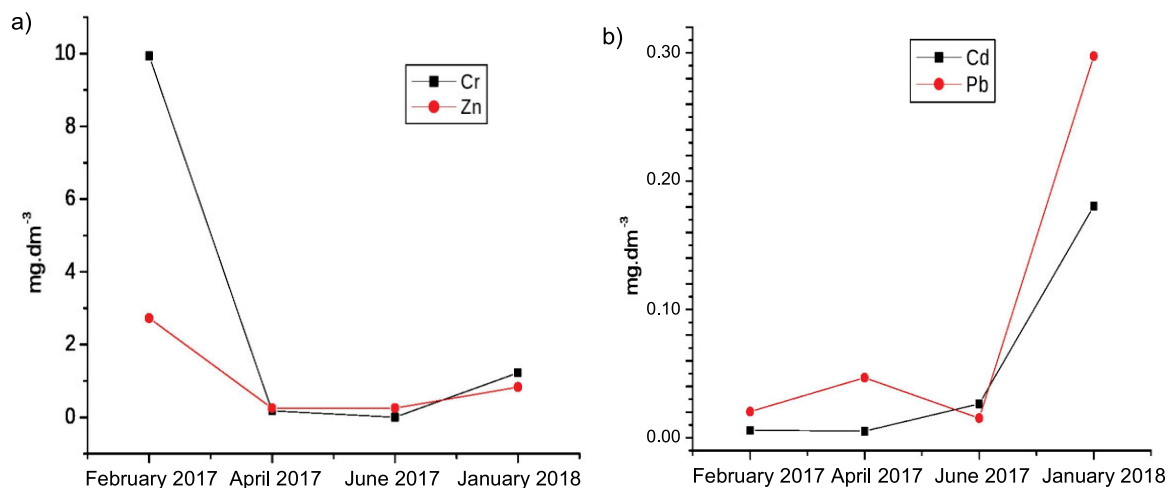 a)
10
8
6
4
2
0
mg.dm⁻³
Cr
Zn
February 2017 April 2017 June 2017 January 2018
b)
0.30
0.20
0.10
0.00
mg.dm⁻³
Cd
Pb
February 2017 April 2017 June 2017 January 2018